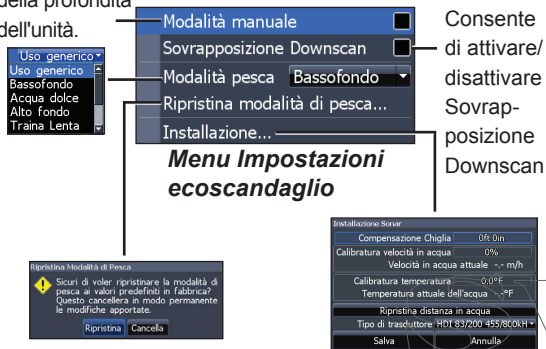 della profondità
dell'unità.
Modalità manuale
Sovrapposizione Downscan
Modalità pesca Bassofondo
Ripristina modalità di pesca...
Installazione...
Consente
di attivare/
disattivare
Sovrap-
posizione
Downscan
Uso generico
Uso generico
Bassofondo
Acqua dolce
Alto fondo
Traina Lenta
Menu Impostazioni
ecoscandaglio
Ripristina Modalità di Pesca
Sicuri di voler ripristinare la modalità di
pesca ai valori predefiniti in fabbrica?
Questo cancellera in modo permanente
le modifiche apportate.
Ripristina Cancella
Installazione Sonar
Compensazione Chiglia 0ft 0in
Calibratura velocità in acqua 0%
Velocità in acqua attuale -.- m/h
Calibratura temperatura 0.0°F
Temperatura attuale dell'acqua -.-°F
Ripristina distanza in acqua
Tipo di trasduttore HDI 83/200 455/800kH
Salva Annulla